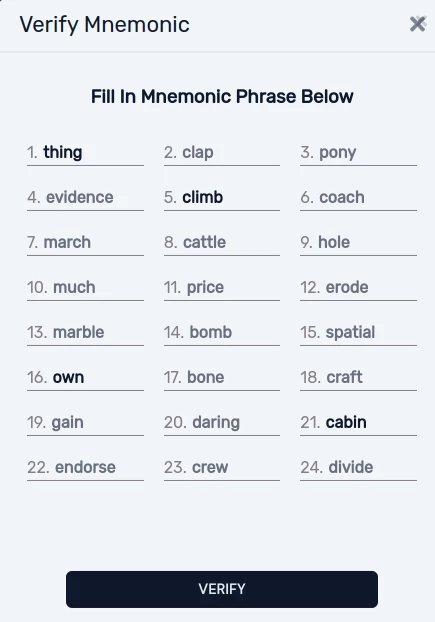 Verify Mnemonic
Fill In Mnemonic Phrase Below
1. thing 2. clap 3. pony
4. evidence 5. climb 6. coach
7. march 8. cattle 9. hole
10. much 11. price 12. erode
13. marble 14. bomb 15. spatial
16. own 17. bone 18. craft
19. gain 20. daring 21. cabin
22. endorse 23. crew 24. divide
VERIFY